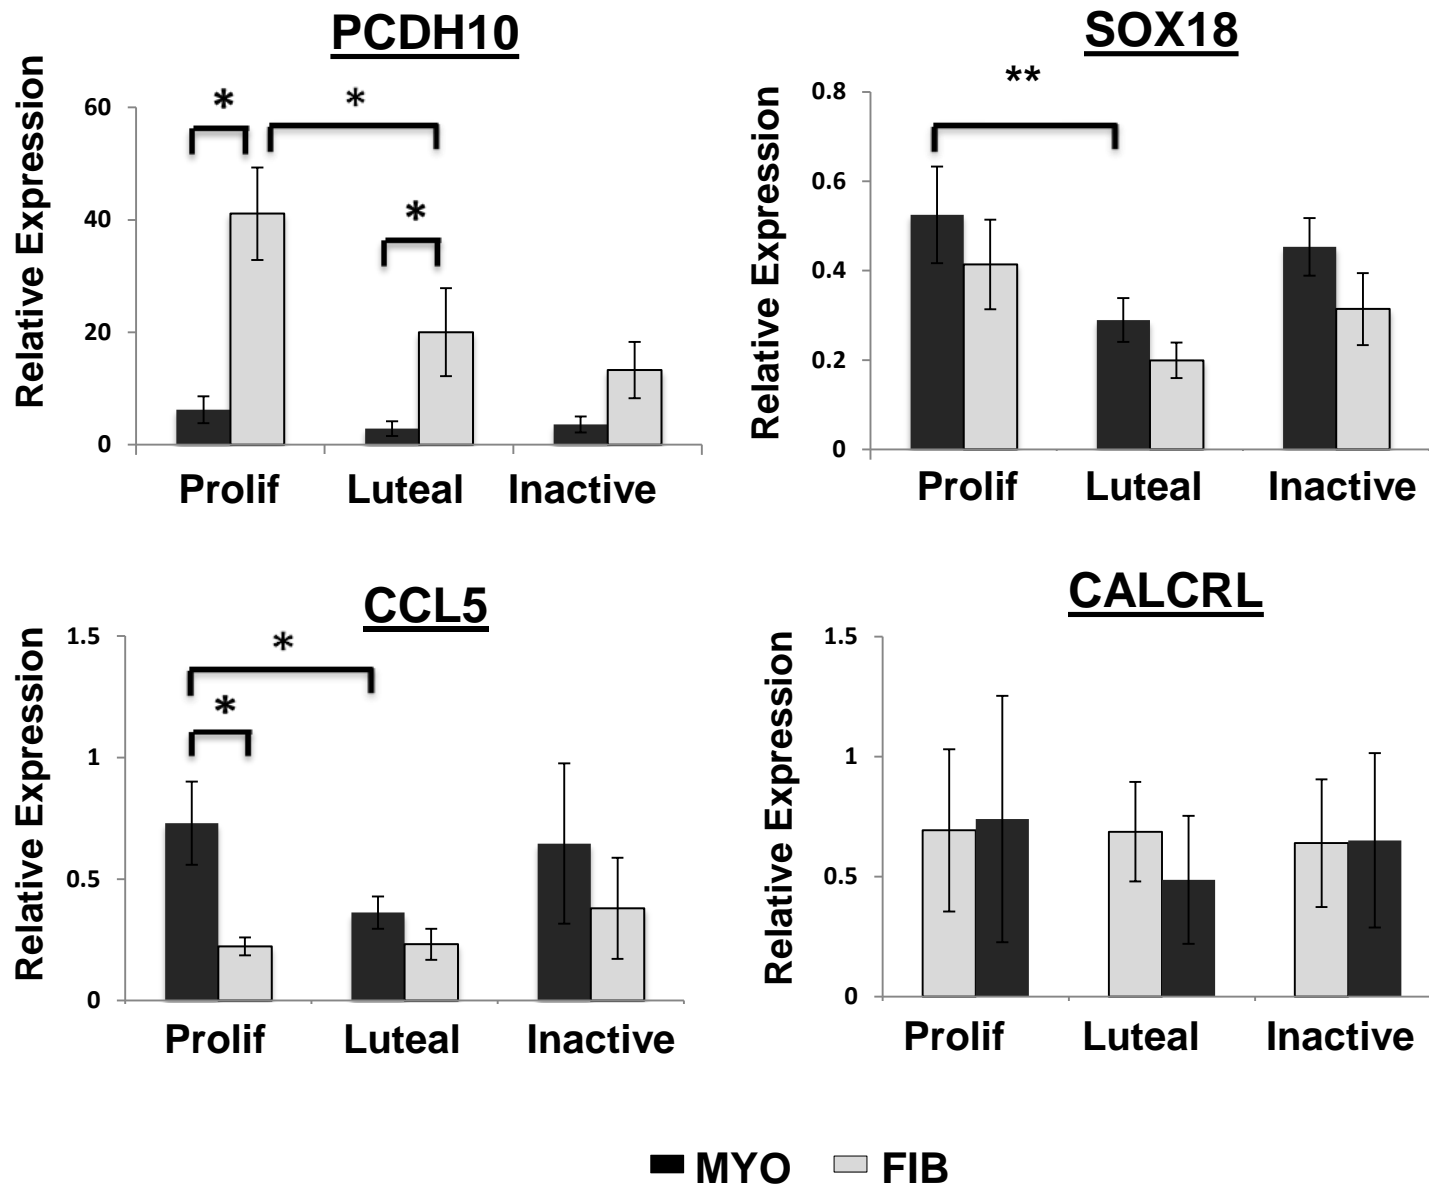 PCDH10
Relative Expression
60
40
20
0
*
*
*
Prolif
Luteal
Inactive
SOX18
Relative Expression
0.8
0.6
0.4
0.2
0
**
Prolif
Luteal
Inactive
CCL5
Relative Expression
1.5
1
0.5
0
*
*
Prolif
Luteal
Inactive
CALCRL
Relative Expression
1.5
1
0.5
0
Prolif
Luteal
Inactive
MYO
FIB